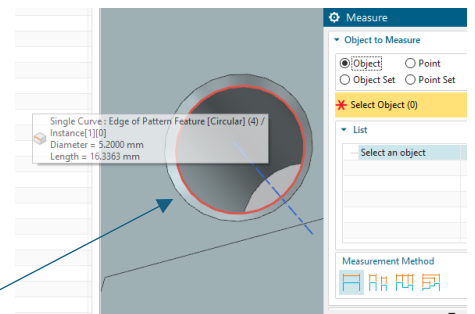 Measure
Object to Measure
Object Point
Object Set Point Set
Select Object (0)
List
Select an object
Measurement Method
Single Curve : Edge of Pattern Feature [Circular] (4) /
Instance[1][0]
Diameter = 5.2000 mm
Length = 16.3363 mm